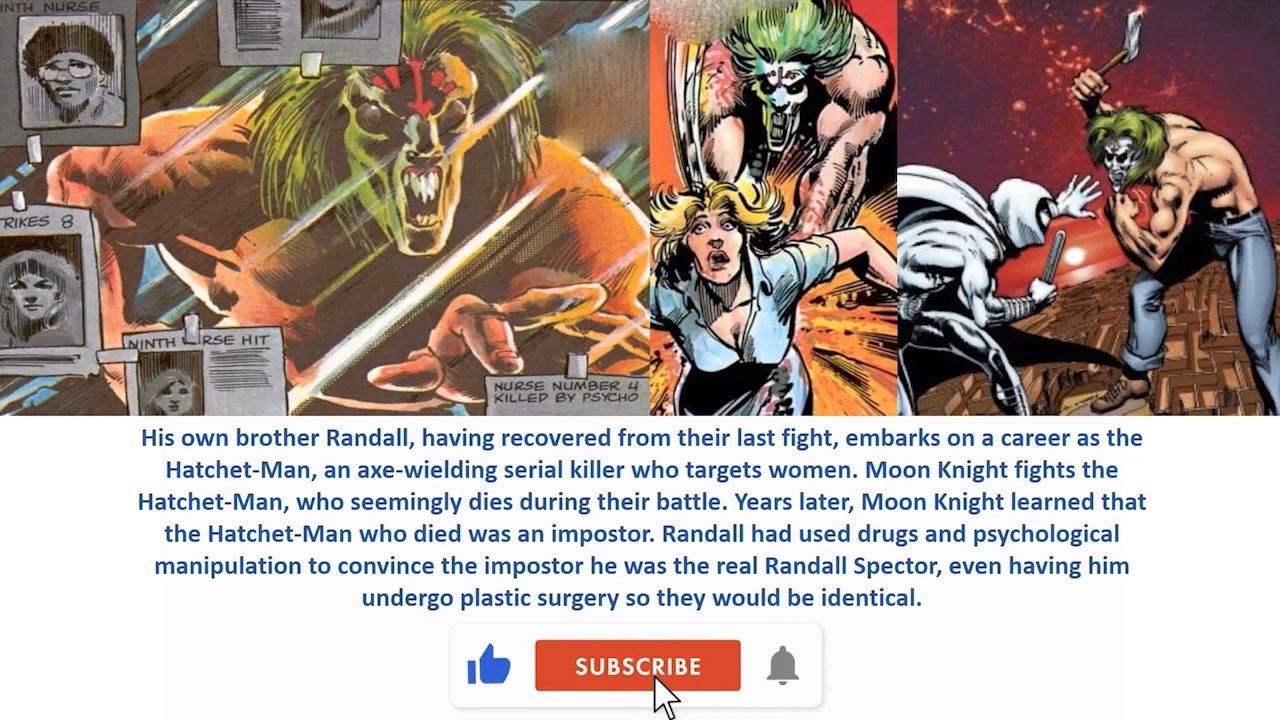 INTH NURSE
TRIKES 8
NINTH NURSE HIT
NURSE NUMBER 4
KILLED BY PSYCHO
His own brother Randall, having recovered from their last fight, embarks on a career as the
Hatchet-Man, an axe-wielding serial killer who targets women. Moon Knight fights the
Hatchet-Man, who seemingly dies during their battle. Years later, Moon Knight learned that
the Hatchet-Man who died was an impostor. Randall had used drugs and psychological
manipulation to convince the impostor he was the real Randall Spector, even having him
undergo plastic surgery so they would be identical.
SUBSCRIBE